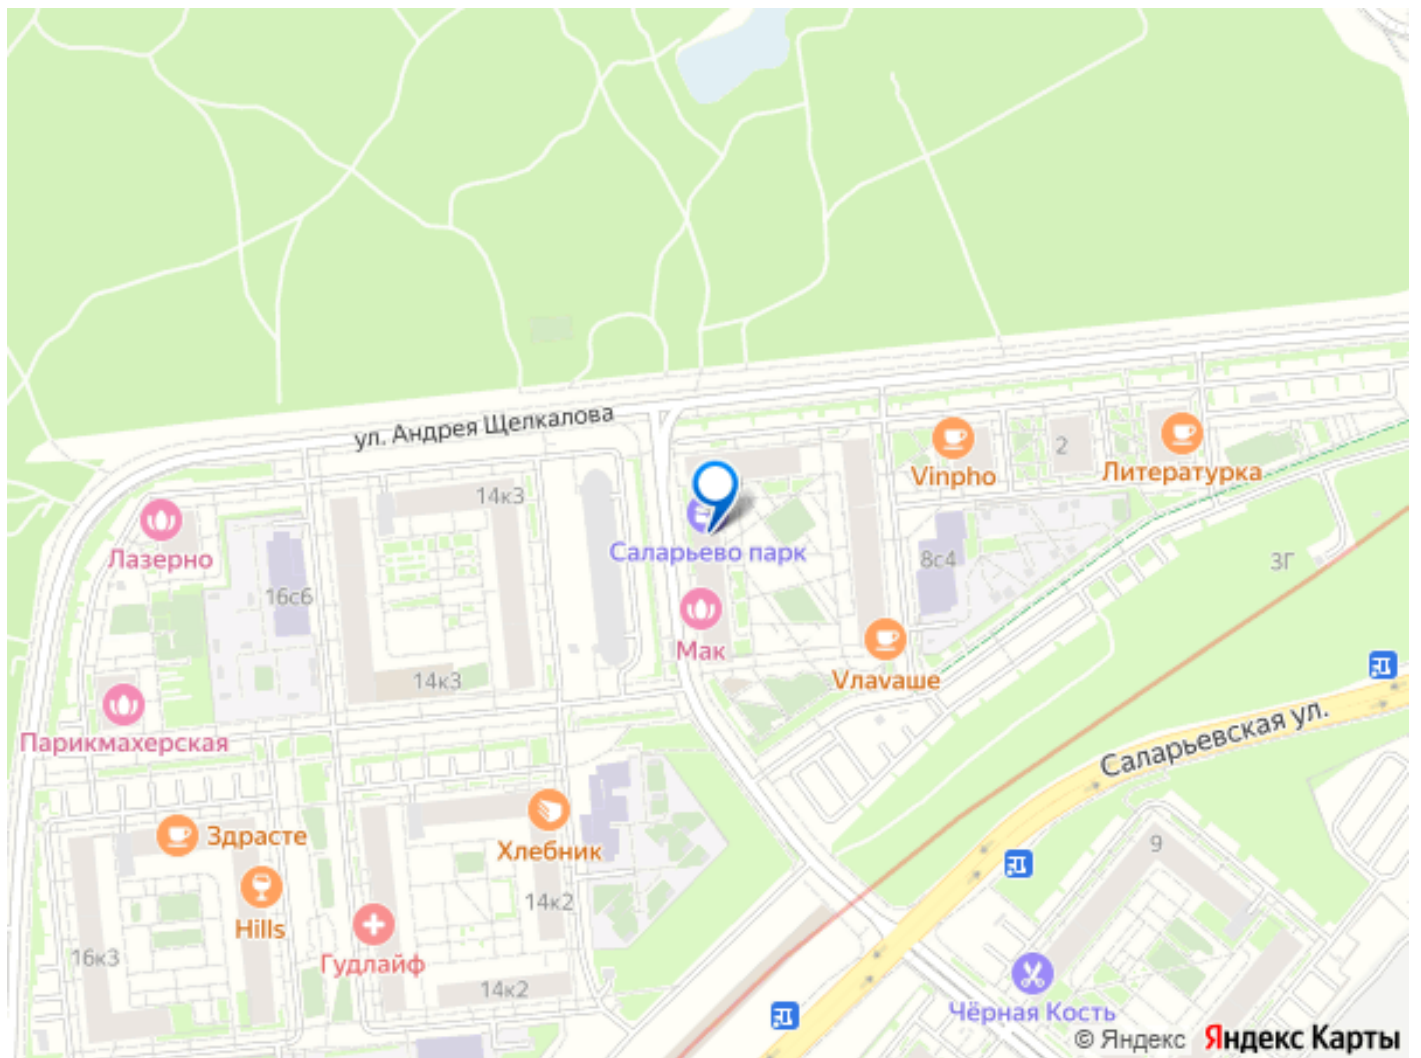 ул. Андрея Щелкалова
Vinpho
2
Литературка
14к3
Лазерно
Саларьево парк
8с4
3Г
16с6
Мак
14к3
Vлаvаше
Парикмахерская
Саларьевская ул.
Здрасте
Хлебник
9
Hills
14к2
16к3
Гудлайф
14к2
Чёрная Кость
© Яндекс Яндекс Карты